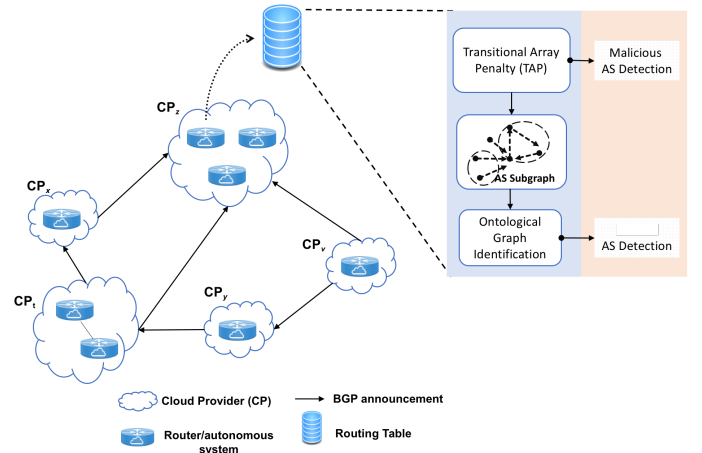 Transitional Array
Penalty (TAP)
Malicious
AS Detection
CPz
AS Subgraph
CPx
Ontological
Graph
Identification
AS Detection
CPv
CPt
CPy
Cloud Provider (CP)
BGP announcement
Router/autonomous
system
Routing Table